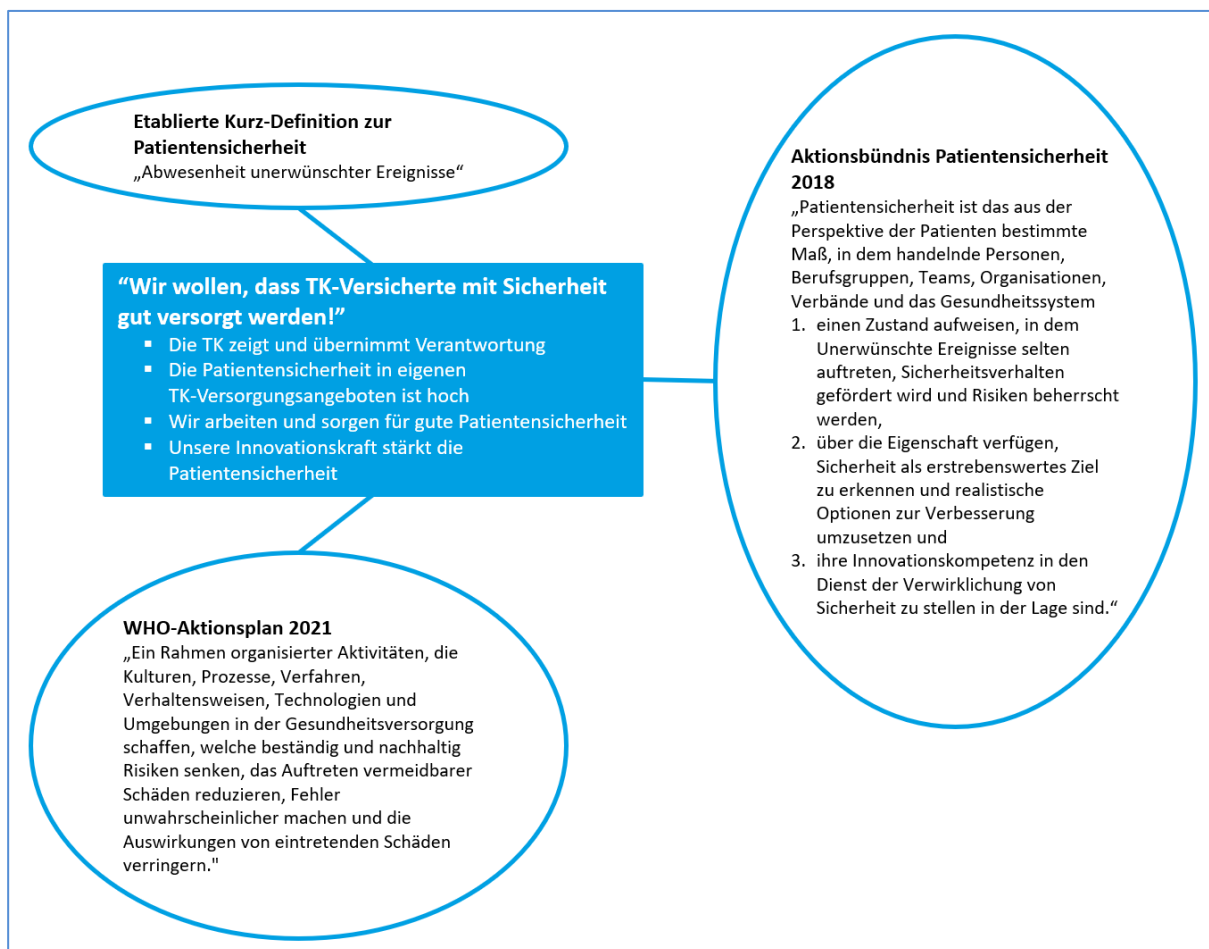 Etablierte Kurz-Definition zur
Patientensicherheit
„Abwesenheit unerwünschter Ereignisse“
“Wir wollen, dass TK-Versicherte mit Sicherheit
gut versorgt werden!”
▪ Die TK zeigt und übernimmt Verantwortung
▪ Die Patientensicherheit in eigenen
TK-Versorgungsangeboten ist hoch
▪ Wir arbeiten und sorgen für gute Patientensicherheit
▪ Unsere Innovationskraft stärkt die
Patientensicherheit
Aktionsbündnis Patientensicherheit
2018
„Patientensicherheit ist das aus der
Perspektive der Patienten bestimmte
Maß, in dem handelnde Personen,
Berufsgruppen, Teams, Organisationen,
Verbände und das Gesundheitssystem
1. einen Zustand aufweisen, in dem
Unerwünschte Ereignisse selten
auftreten, Sicherheitsverhalten
gefördert wird und Risiken beherrscht
werden,
2. über die Eigenschaft verfügen,
Sicherheit als erstrebenswertes Ziel
zu erkennen und realistische
Optionen zur Verbesserung
umzusetzen und
3. ihre Innovationskompetenz in den
Dienst der Verwirklichung von
Sicherheit zu stellen in der Lage sind.“
WHO-Aktionsplan 2021
„Ein Rahmen organisierter Aktivitäten, die
Kulturen, Prozesse, Verfahren,
Verhaltensweisen, Technologien und
Umgebungen in der Gesundheitsversorgung
schaffen, welche beständig und nachhaltig
Risiken senken, das Auftreten vermeidbarer
Schäden reduzieren, Fehler
unwahrscheinlicher machen und die
Auswirkungen von eintretenden Schäden
verringern."